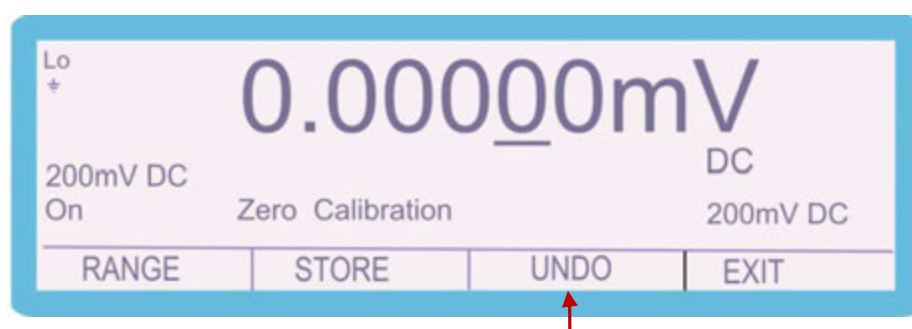 Lo
0.00000mV
DC
200mV DC
On Zero Calibration 200mV DC
RANGE STORE UNDO EXIT